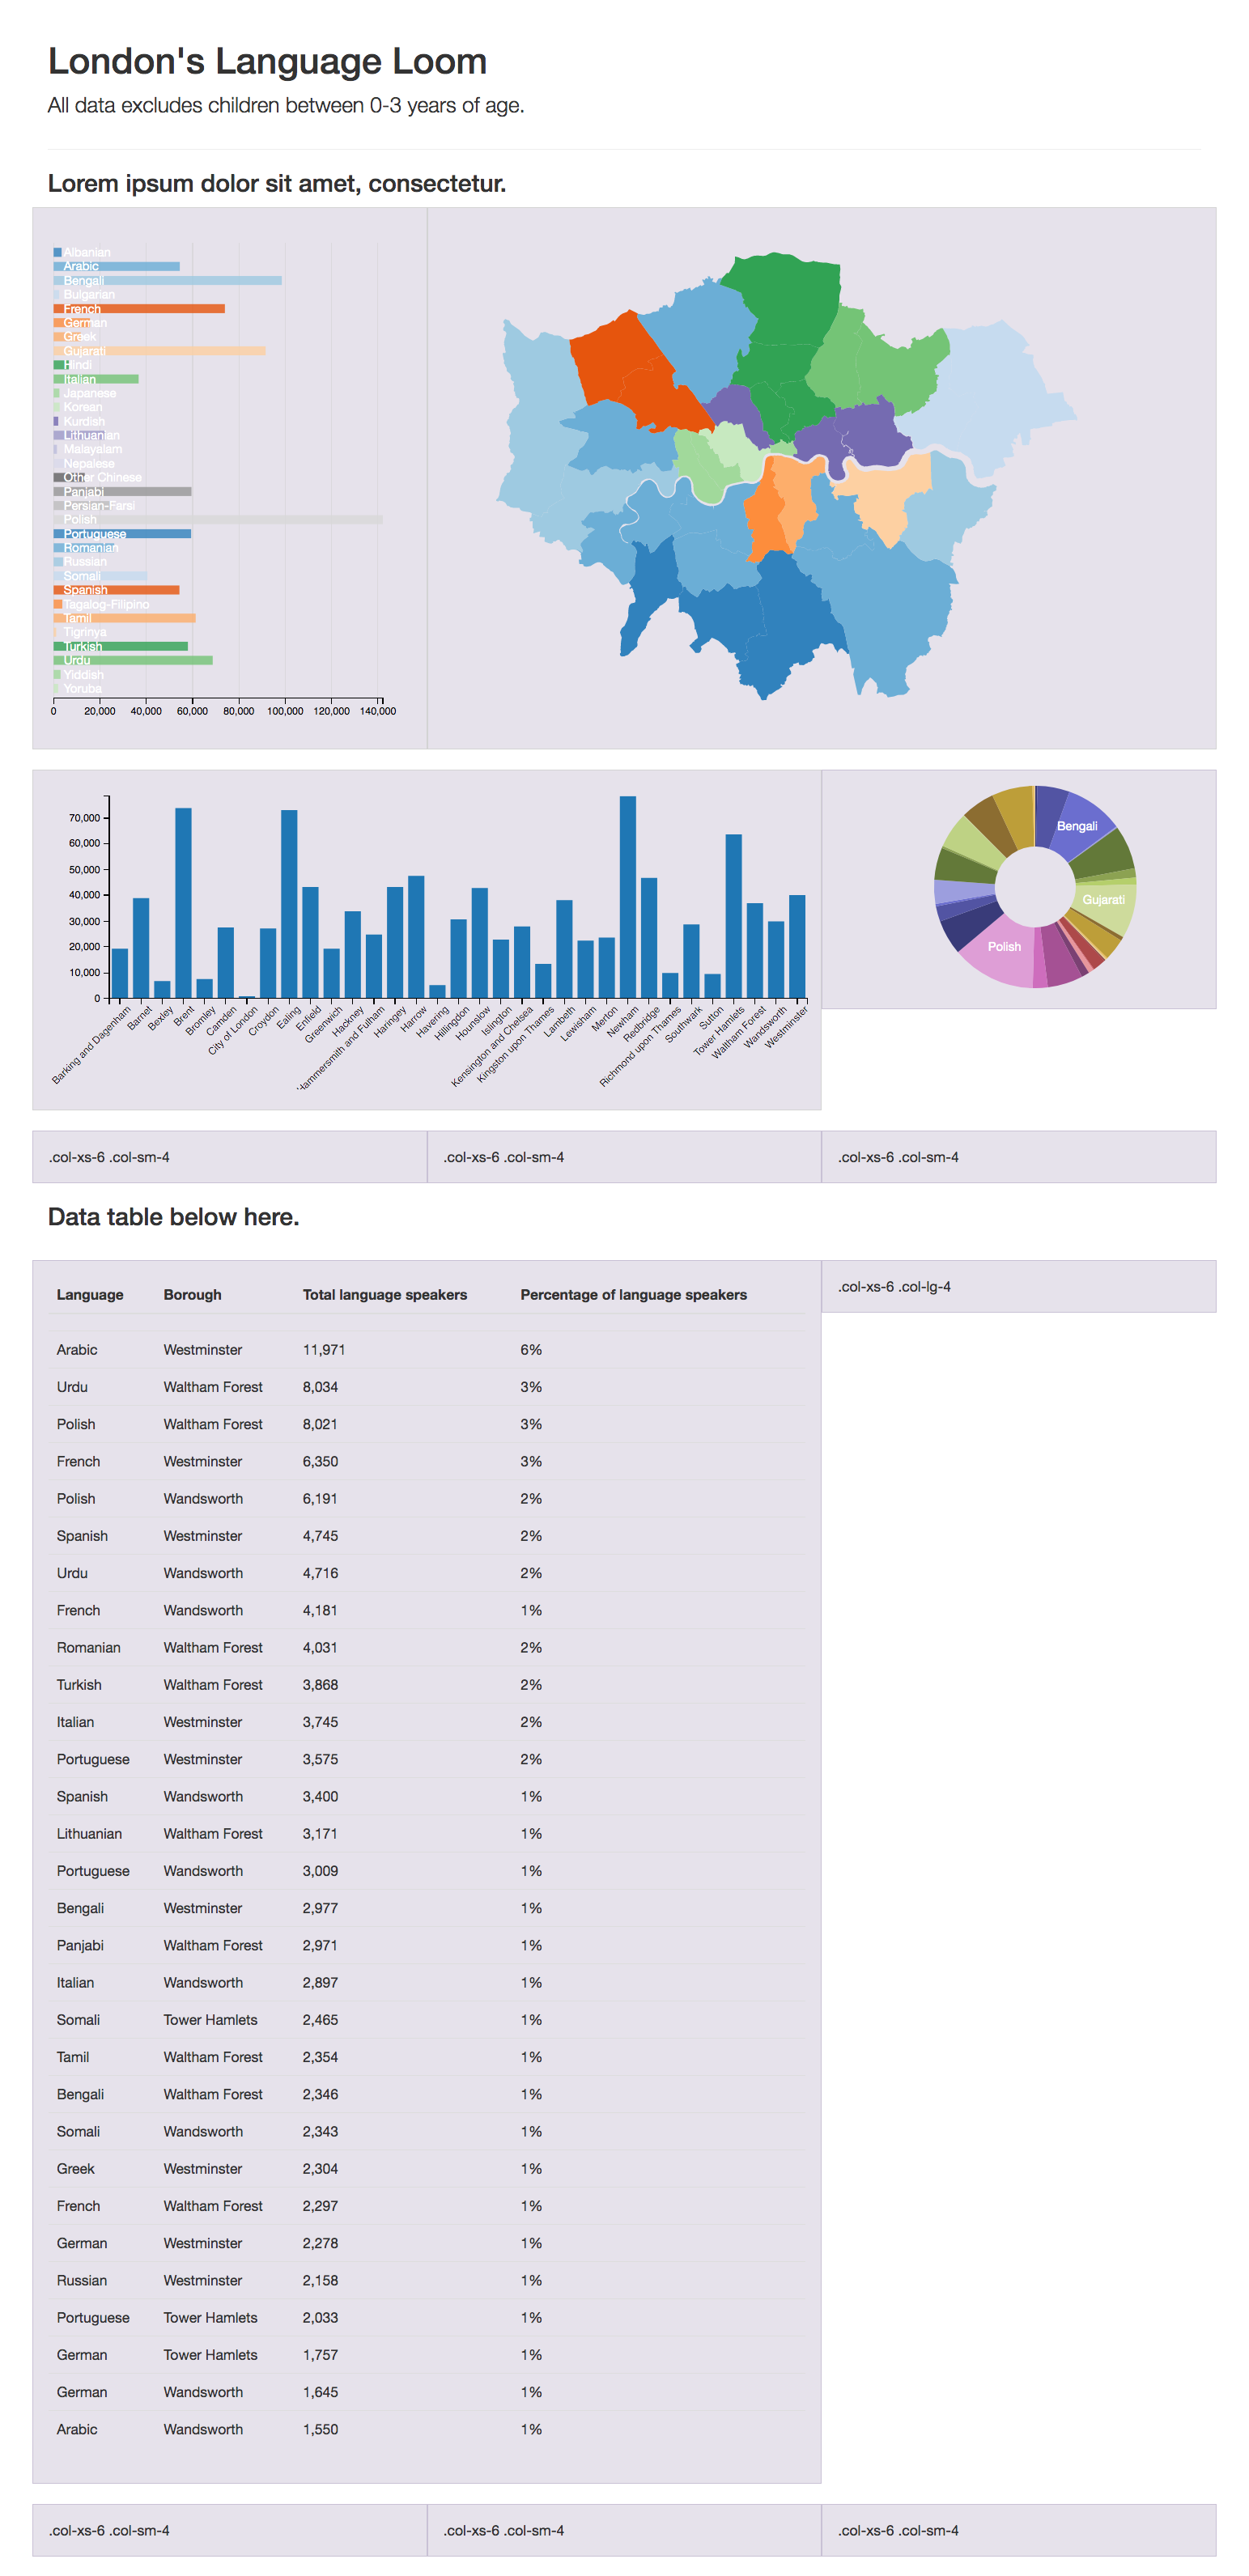 London's Language Loom
All data excludes children between 0-3 years of age.
Lorem ipsum dolor sit amet, consectetur.
Albanian
Arabic
Bengali
Bulgarian
French
German
Greek
Gujarati
Hindi
Italian
Japanese
Korean
Kurdish
Lithuanian
Malayalam
Nepalese
Other Chinese
Panjabi
Persian-Farsi
Polish
Portuguese
Romanian
Russian
Somali
Spanish
Tagalog-Filipino
Tamil
Tigrinya
Turkish
Urdu
Yiddish
Yoruba
0 20,000 40,000 60,000 80,000 100,000 120,000 140,000
70,000
60,000
50,000
40,000
30,000
20,000
10,000
0
Barking and Dagenham
Barnet
Bexley
Brent
Bromley
Camden
City of London
Croydon
Ealing
Enfield
Greenwich
Hackney
Hammersmith and Fulham
Haringey
Harrow
Havering
Hillingdon
Hounslow
Islington
Kensington and Chelsea
Kingston upon Thames
Lambeth
Lewisham
Merton
Newham
Redbridge
Richmond upon Thames
Southwark
Sutton
Tower Hamlets
Waltham Forest
Wandsworth
Westminster
Bengali
Gujarati
Polish
.col-xs-6 .col-sm-4 .col-xs-6 .col-sm-4 .col-xs-6 .col-sm-4
Data table below here.
.col-xs-6 .col-lg-4
Language Borough Total language speakers Percentage of language speakers
Arabic Westminster 11,971 6%
Urdu Waltham Forest 8,034 3%
Polish Waltham Forest 8,021 3%
French Westminster 6,350 3%
Polish Wandsworth 6,191 2%
Spanish Westminster 4,745 2%
Urdu Wandsworth 4,716 2%
French Wandsworth 4,181 1%
Romanian Waltham Forest 4,031 2%
Turkish Waltham Forest 3,868 2%
Italian Westminster 3,745 2%
Portuguese Westminster 3,575 2%
Spanish Wandsworth 3,400 1%
Lithuanian Waltham Forest 3,171 1%
Portuguese Wandsworth 3,009 1%
Bengali Westminster 2,977 1%
Panjabi Waltham Forest 2,971 1%
Italian Wandsworth 2,897 1%
Somali Tower Hamlets 2,465 1%
Tamil Waltham Forest 2,354 1%
Bengali Waltham Forest 2,346 1%
Somali Wandsworth 2,343 1%
Greek Westminster 2,304 1%
French Waltham Forest 2,297 1%
German Westminster 2,278 1%
Russian Westminster 2,158 1%
Portuguese Tower Hamlets 2,033 1%
German Tower Hamlets 1,757 1%
German Wandsworth 1,645 1%
Arabic Wandsworth 1,550 1%
.col-xs-6 .col-sm-4 .col-xs-6 .col-sm-4 .col-xs-6 .col-sm-4